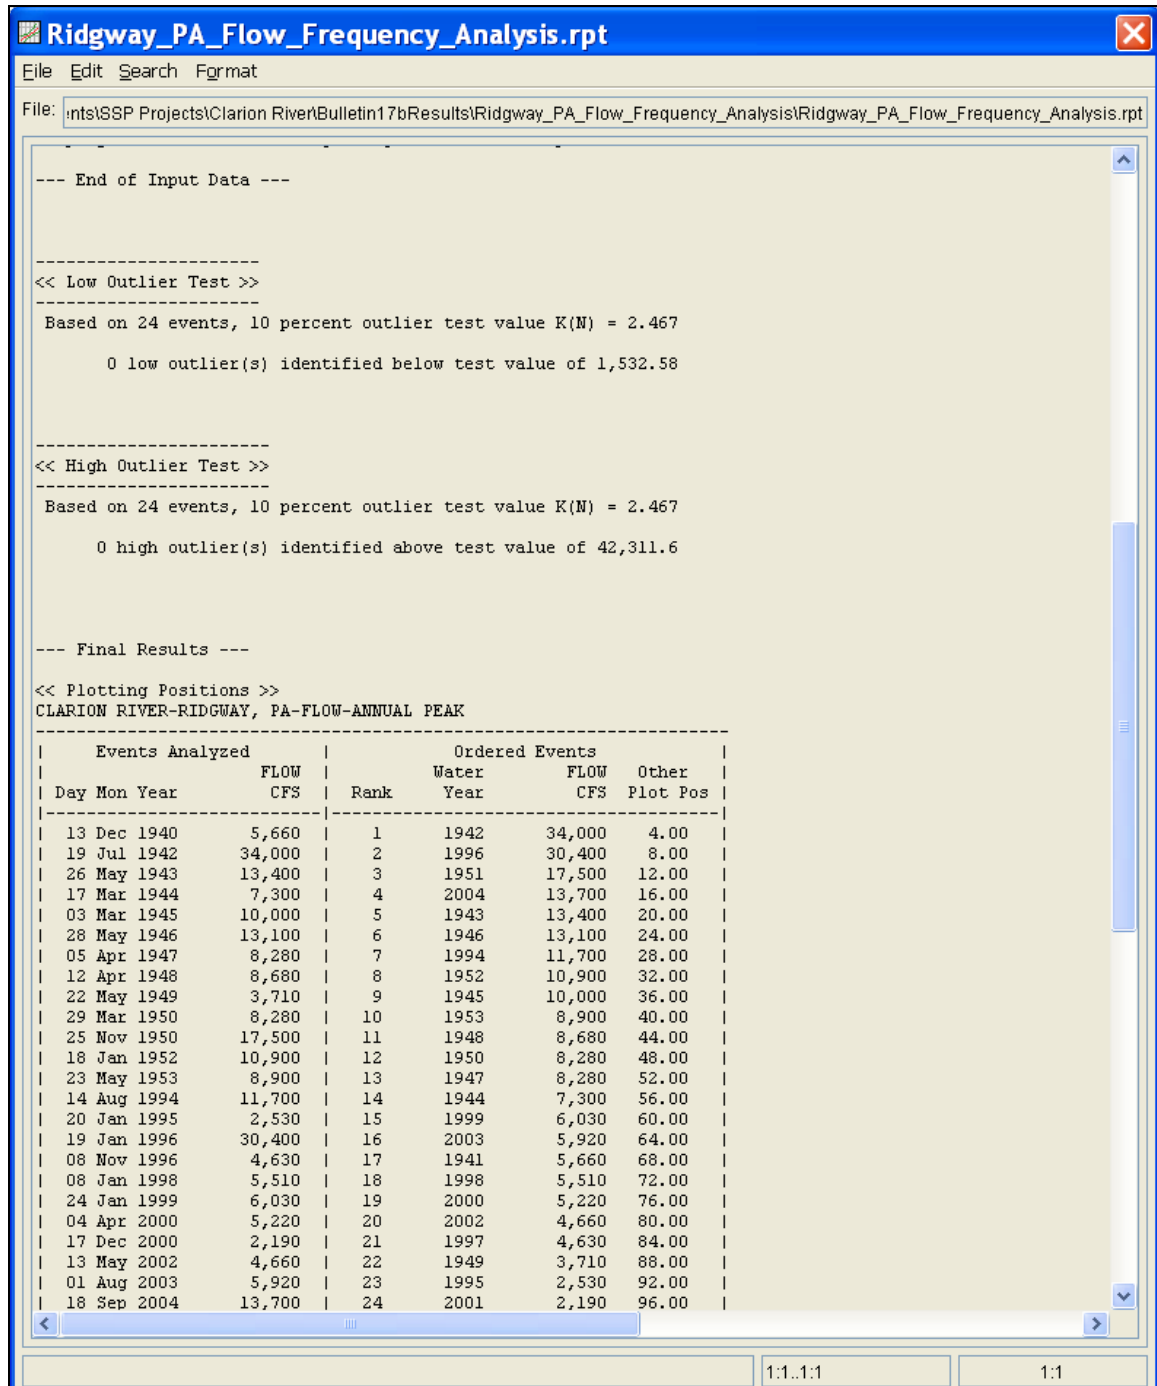 Ridgway_PA_Flow_Frequency_Analysis.rpt
File Edit Search Format
File: nts\SSP Projects\Clarion River\Bulletin17bResults\Ridgway_PA_Flow_Frequency_Analysis\Ridgway_PA_Flow_Frequency_Analysis.rpt
--- End of Input Data ---
----------------------
<< Low Outlier Test >>
----------------------
Based on 24 events, 10 percent outlier test value K(N) = 2.467
0 low outlier(s) identified below test value of 1,532.58
-----------------------
<< High Outlier Test >>
-----------------------
Based on 24 events, 10 percent outlier test value K(N) = 2.467
0 high outlier(s) identified above test value of 42,311.6
--- Final Results ---
<< Plotting Positions >>
CLARION RIVER-RIDGWAY, PA-FLOW-ANNUAL PEAK
--------------------------------------------------------------------
| Events Analyzed | Ordered Events |
| FLOW | Water FLOW Other |
| Day Mon Year CFS | Rank Year CFS Plot Pos |
|---------------------------|--------------------------------------|
| 13 Dec 1940 5,660 | 1 1942 34,000 4.00 |
| 19 Jul 1942 34,000 | 2 1996 30,400 8.00 |
| 26 May 1943 13,400 | 3 1951 17,500 12.00 |
| 17 Mar 1944 7,300 | 4 2004 13,700 16.00 |
| 03 Mar 1945 10,000 | 5 1943 13,400 20.00 |
| 28 May 1946 13,100 | 6 1946 13,100 24.00 |
| 05 Apr 1947 8,280 | 7 1994 11,700 28.00 |
| 12 Apr 1948 8,680 | 8 1952 10,900 32.00 |
| 22 May 1949 3,710 | 9 1945 10,000 36.00 |
| 29 Mar 1950 8,280 | 10 1953 8,900 40.00 |
| 25 Nov 1950 17,500 | 11 1948 8,680 44.00 |
| 18 Jan 1952 10,900 | 12 1950 8,280 48.00 |
| 23 May 1953 8,900 | 13 1947 8,280 52.00 |
| 14 Aug 1994 11,700 | 14 1944 7,300 56.00 |
| 20 Jan 1995 2,530 | 15 1999 6,030 60.00 |
| 19 Jan 1996 30,400 | 16 2003 5,920 64.00 |
| 08 Nov 1996 4,630 | 17 1941 5,660 68.00 |
| 08 Jan 1998 5,510 | 18 1998 5,510 72.00 |
| 24 Jan 1999 6,030 | 19 2000 5,220 76.00 |
| 04 Apr 2000 5,220 | 20 2002 4,660 80.00 |
| 17 Dec 2000 2,190 | 21 1997 4,630 84.00 |
| 13 May 2002 4,660 | 22 1949 3,710 88.00 |
| 01 Aug 2003 5,920 | 23 1995 2,530 92.00 |
| 18 Sep 2004 13,700 | 24 2001 2,190 96.00 |
1:1..1:1 1:1